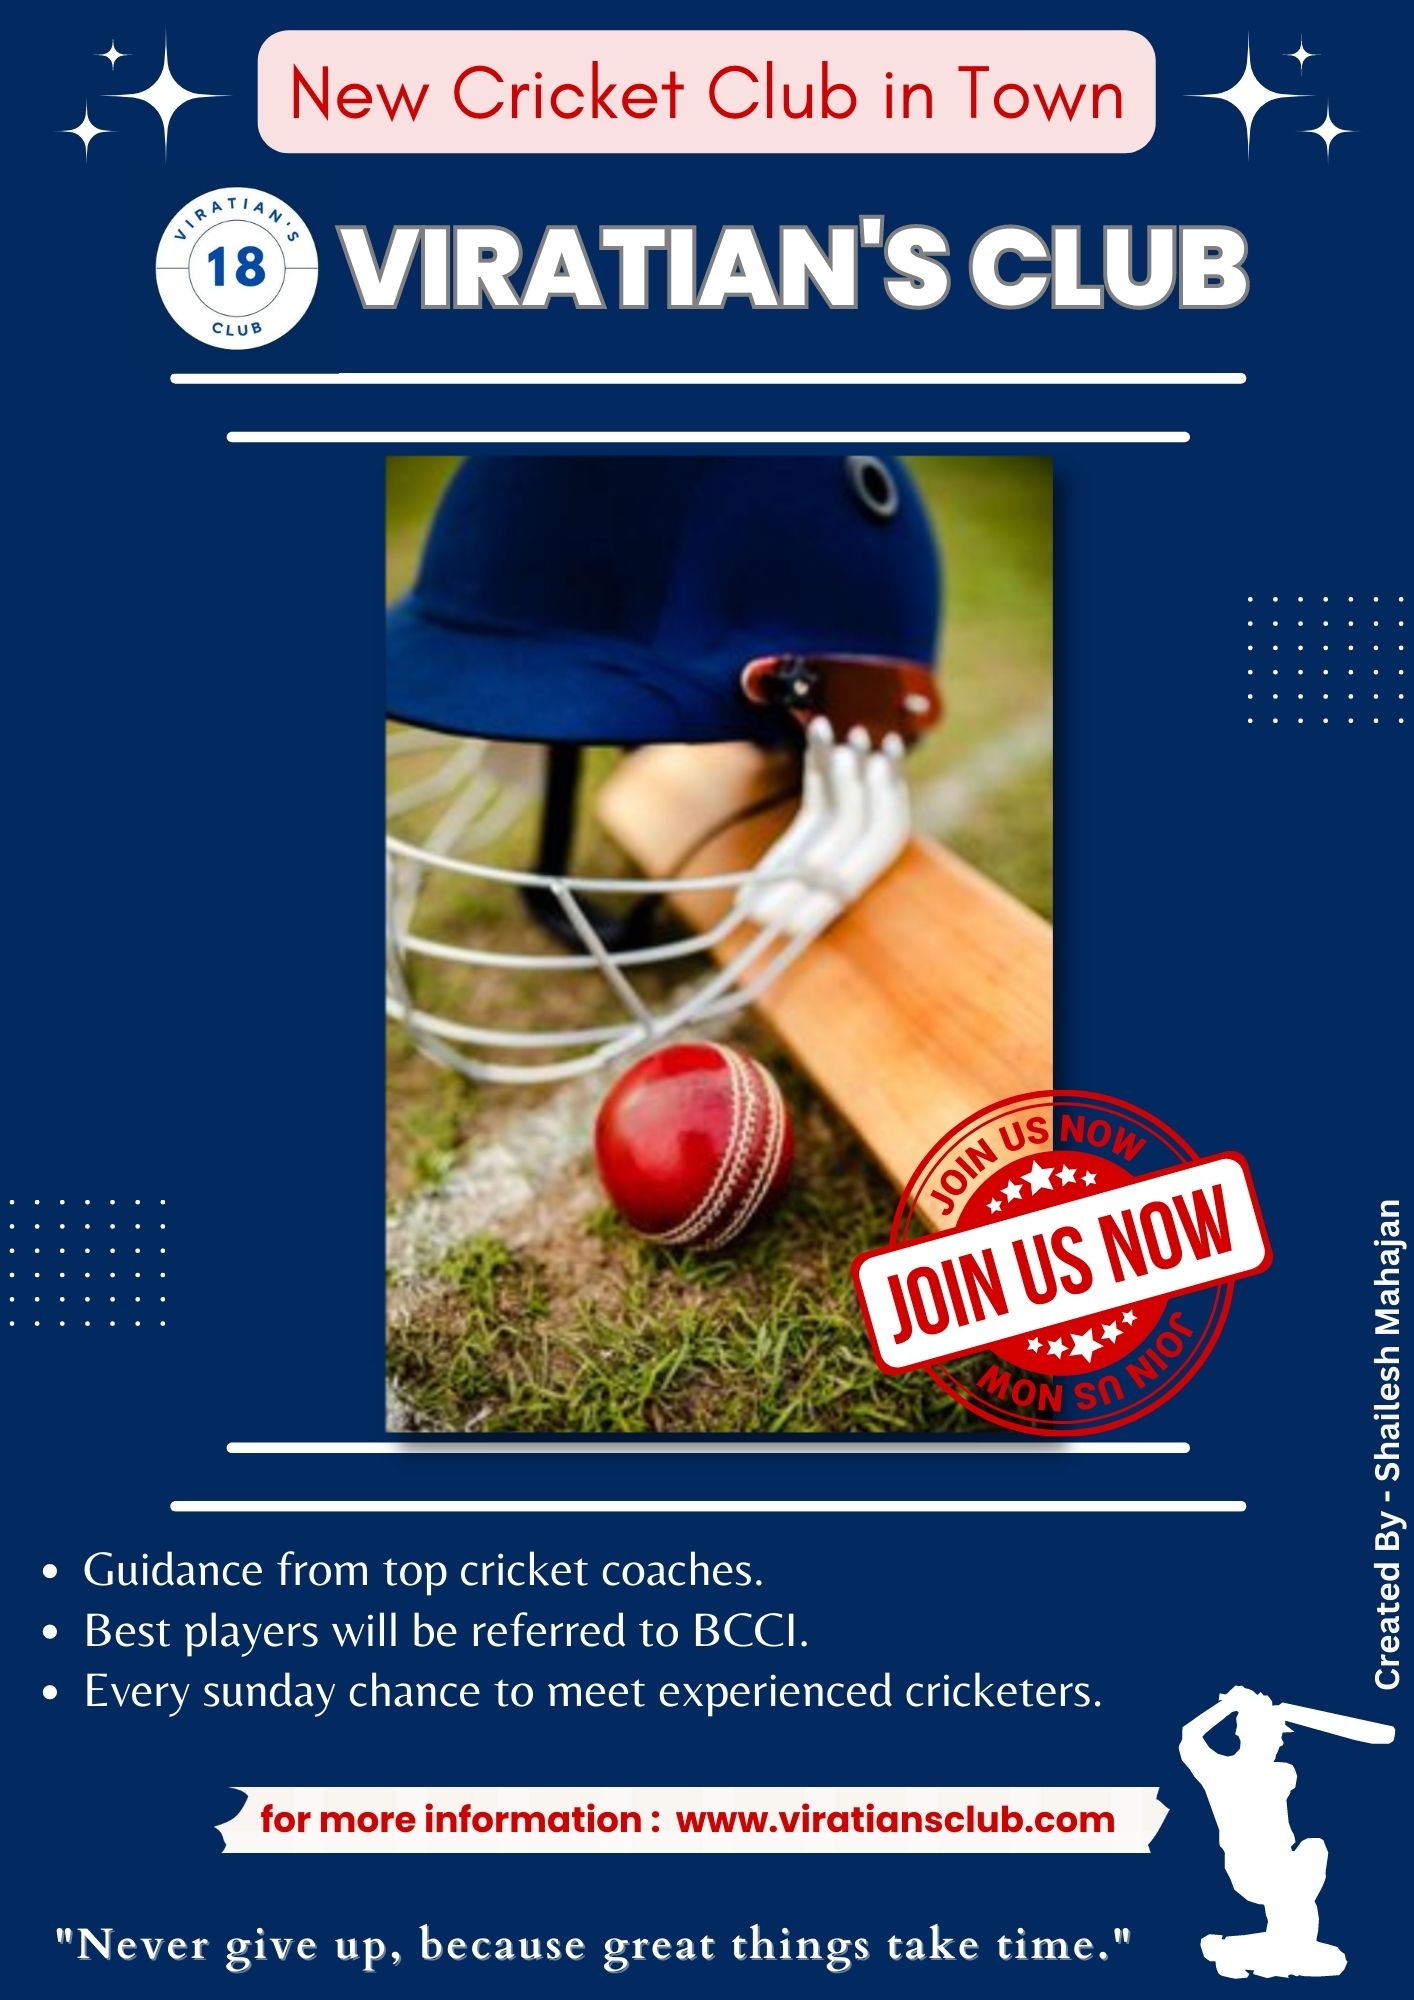 New Cricket Club in Town
VIRATIAN'S
18
CLUB
VIRATIAN'S CLUB
JOIN US NOW
JOIN US NOW
JOIN US NOW
Created By - Shailesh Mahajan
• Guidance from top cricket coaches.
• Best players will be referred to BCCI.
• Every sunday chance to meet experienced cricketers.
for more information : www.viratiansclub.com
"Never give up, because great things take time."